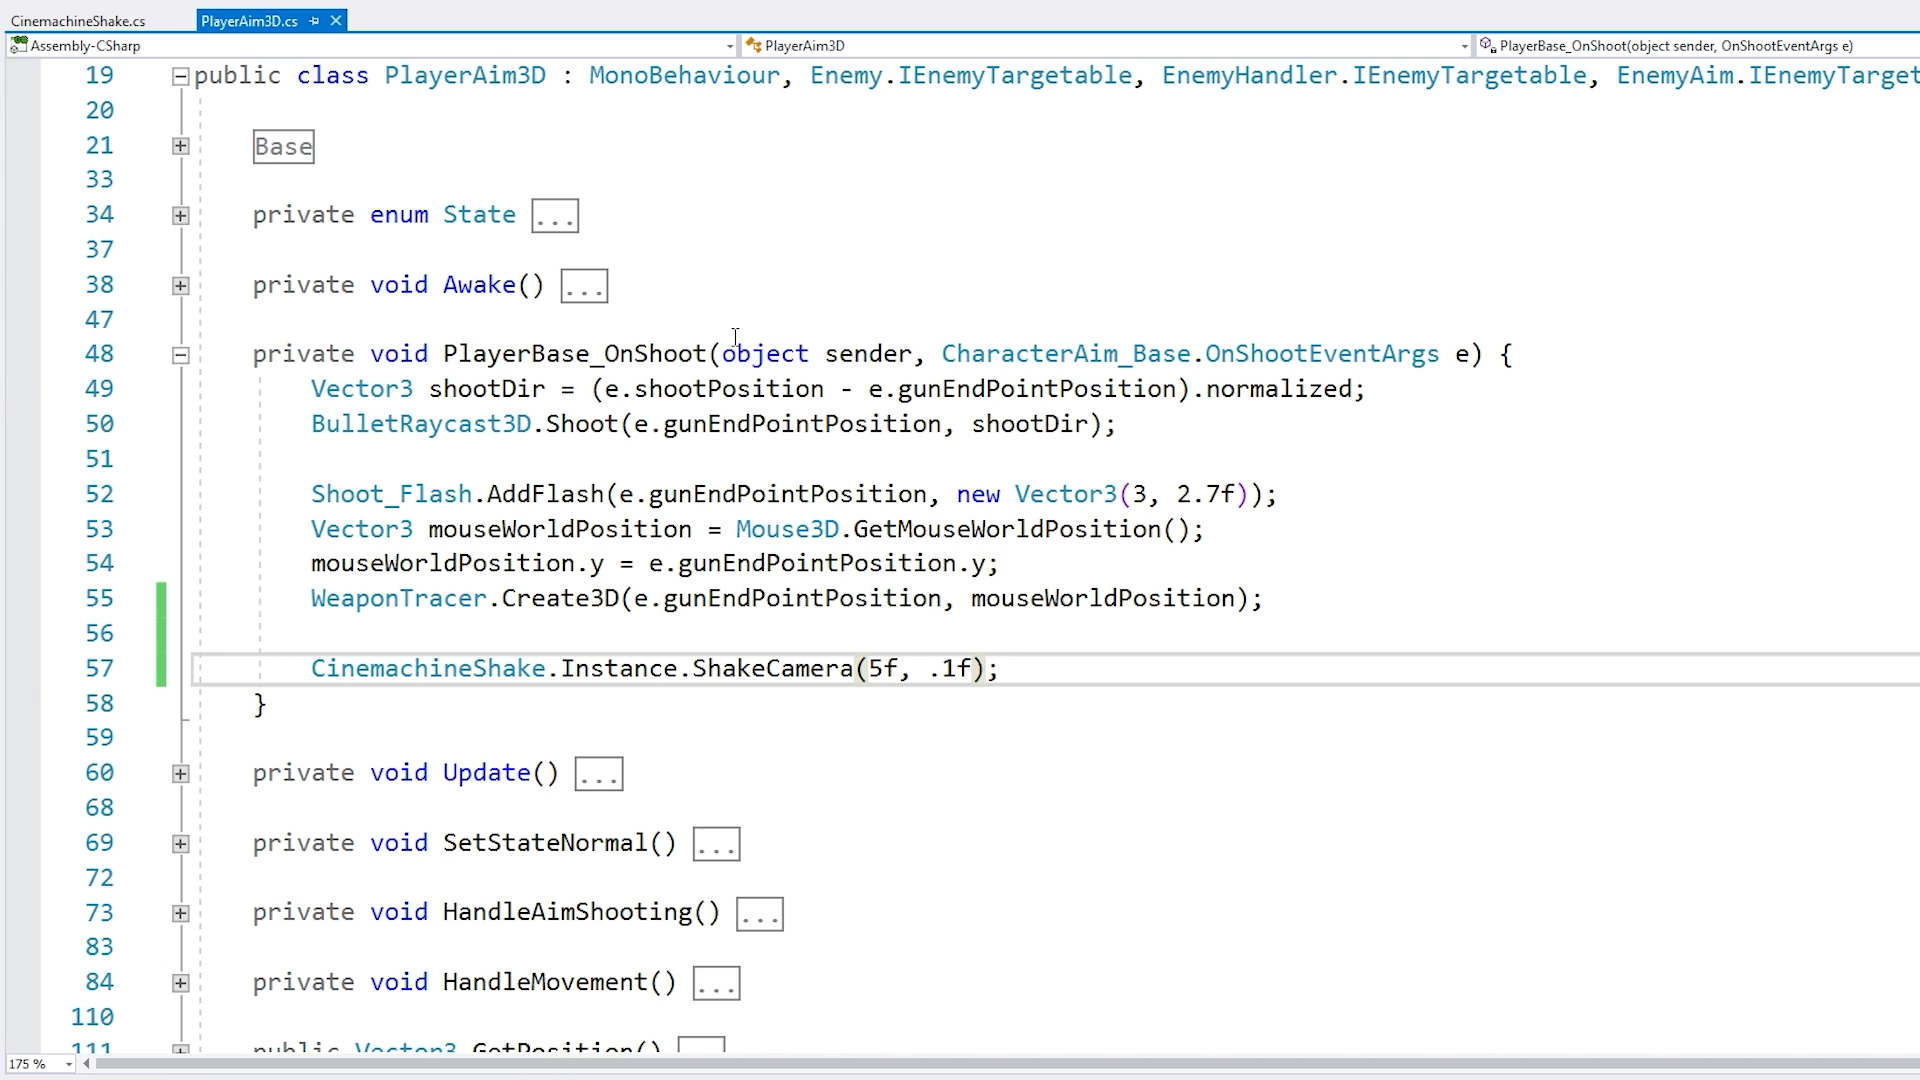 CinemachineShake.cs PlayerAim3D.cs
Assembly-CSharp PlayerAim3D PlayerBase_OnShoot(object sender, OnShootEventArgs e)
19 public class PlayerAim3D : MonoBehaviour, Enemy.IEnemyTargetable, EnemyHandler.IEnemyTargetable, EnemyAim.IEnemyTarget
20
21 Base
33
34 private enum State ...
37
38 private void Awake() ...
47
48 private void PlayerBase_OnShoot(object sender, CharacterAim_Base.OnShootEventArgs e) {
49 Vector3 shootDir = (e.shootPosition - e.gunEndPointPosition).normalized;
50 BulletRaycast3D.Shoot(e.gunEndPointPosition, shootDir);
51
52 Shoot_Flash.AddFlash(e.gunEndPointPosition, new Vector3(3, 2.7f));
53 Vector3 mouseWorldPosition = Mouse3D.GetMouseWorldPosition();
54 mouseWorldPosition.y = e.gunEndPointPosition.y;
55 WeaponTracer.Create3D(e.gunEndPointPosition, mouseWorldPosition);
56
57 CinemachineShake.Instance.ShakeCamera(5f, .1f);
58 }
59
60 private void Update() ...
68
69 private void SetStateNormal() ...
72
73 private void HandleAimShooting() ...
83
84 private void HandleMovement() ...
110
111 public Vector3 GetPosition()
175 %